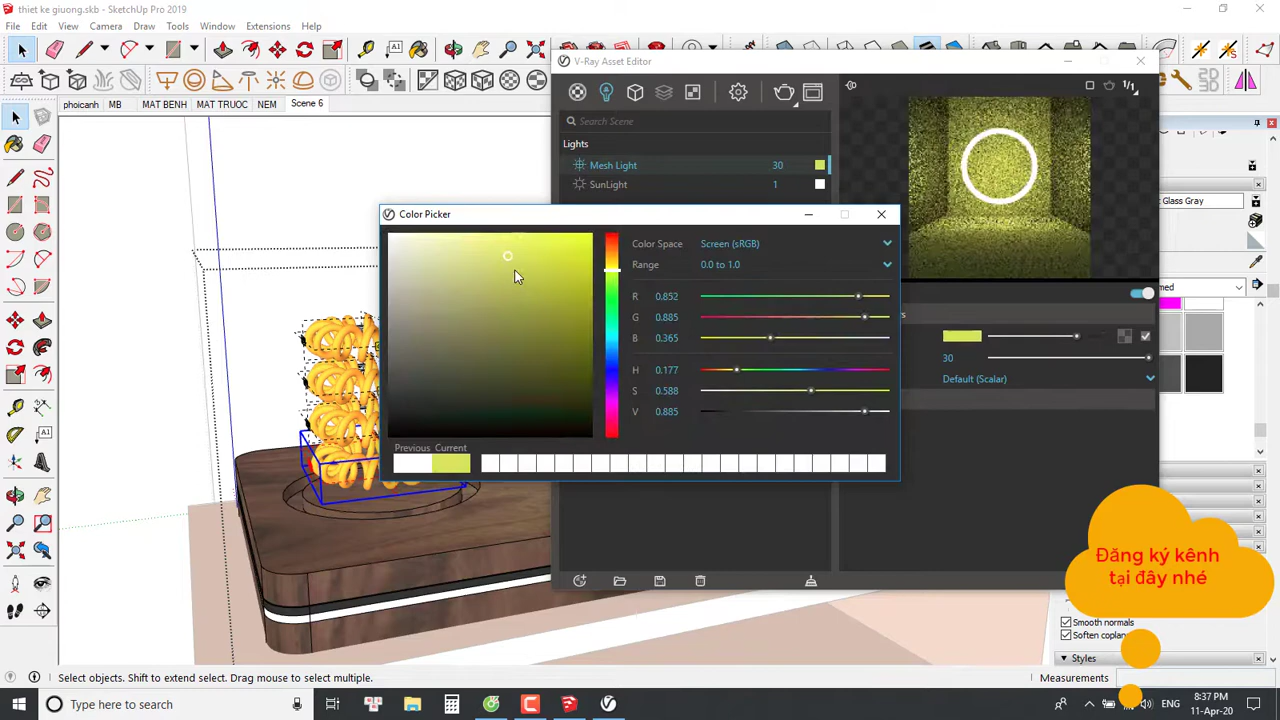 thiet ke giuong.skb - SketchUp Pro 2019
File Edit View Camera Draw Tools Window Extensions Help
V-Ray Asset Editor
phoicanh MB MAT BENH MAT TRUOC NEM Scene 6
1/1
Search Scene
Lights
Mesh Light 30
SunLight 1
Glass Gray
Color Picker
Color Space Screen (sRGB)
Range 0.0 to 1.0
R 0.852
G 0.885
B 0.365
H 0.177
S 0.588
V 0.885
30
Default (Scalar)
Previous Current
Đăng ký kênh
tại đây nhé
Smooth normals
Soften coplan
Styles
Select objects. Shift to extend select. Drag mouse to select multiple.
Measurements
Type here to search
ENG
8:37 PM
11-Apr-20